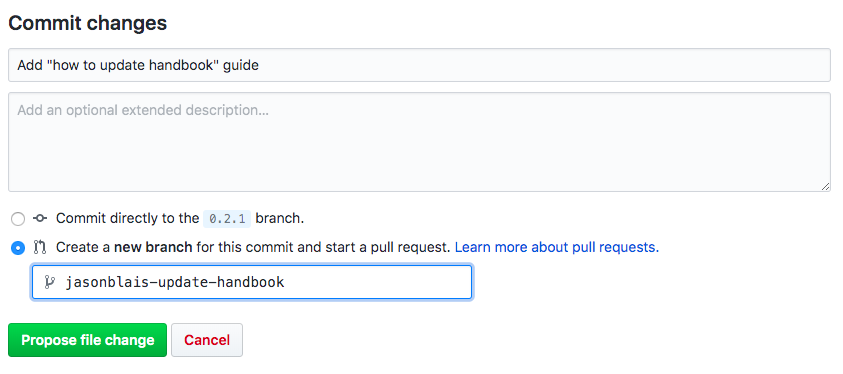 Commit changes
Add "how to update handbook" guide
Add an optional extended description...
Commit directly to the 0.2.1 branch.
Create a new branch for this commit and start a pull request. Learn more about pull requests.
jasonblais-update-handbook
Propose file change Cancel